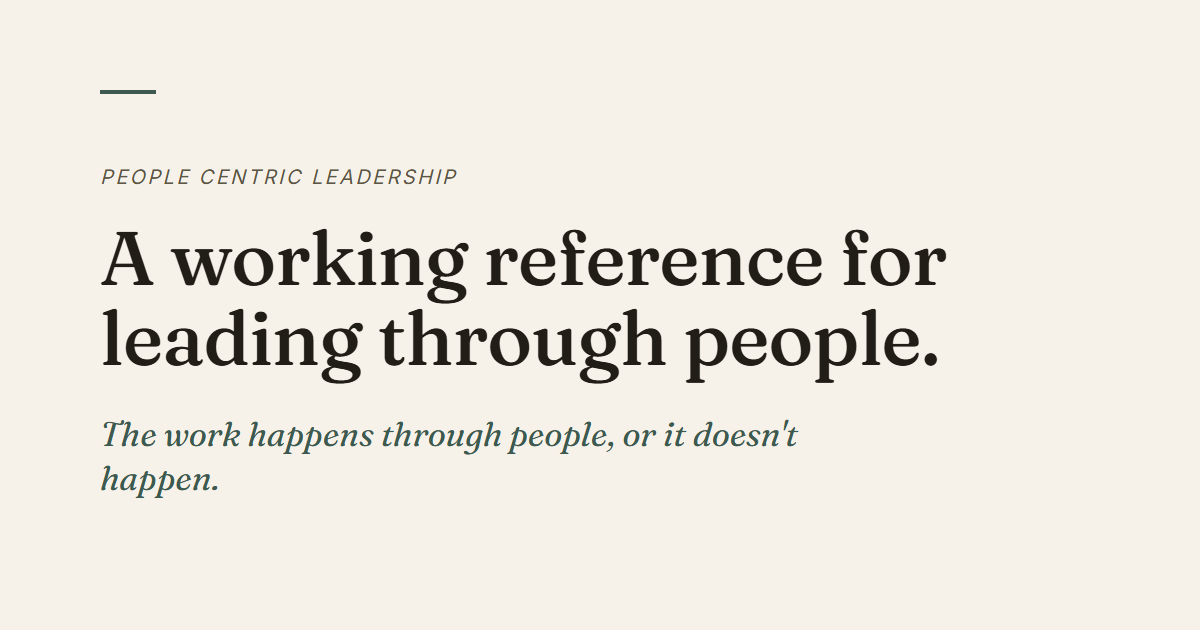 PEOPLE CENTRIC LEADERSHIP
A working reference for
leading through people.
The work happens through people, or it doesn't
happen.